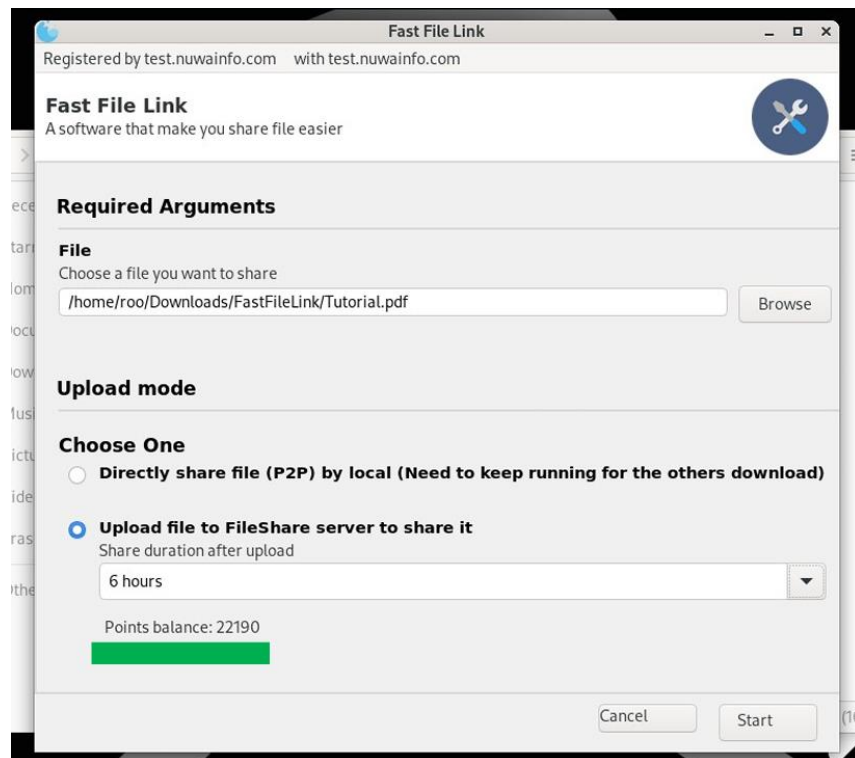 Fast File Link
Registered by test.nuwainfo.com with test.nuwainfo.com
Fast File Link
A software that make you share file easier
Required Arguments
File
Choose a file you want to share
/home/roo/Downloads/FastFileLink/Tutorial.pdf
Browse
Upload mode
Choose One
Directly share file (P2P) by local (Need to keep running for the others download)
Upload file to FileShare server to share it
Share duration after upload
6 hours
Points balance: 22190
Cancel
Start